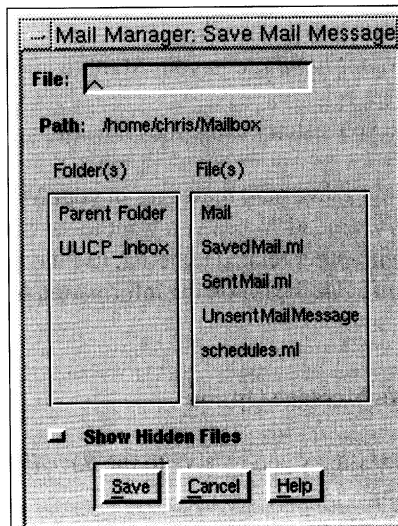 Mail Manager: Save Mail Message
File:
Path: /home/chris/Mailbox
Folder(s) File(s)
Parent Folder
UUCP_Inbox
Mail
SavedMail.ml
SentMail.ml
UnsentMailMessage
schedules.ml
Show Hidden Files
Save Cancel Help